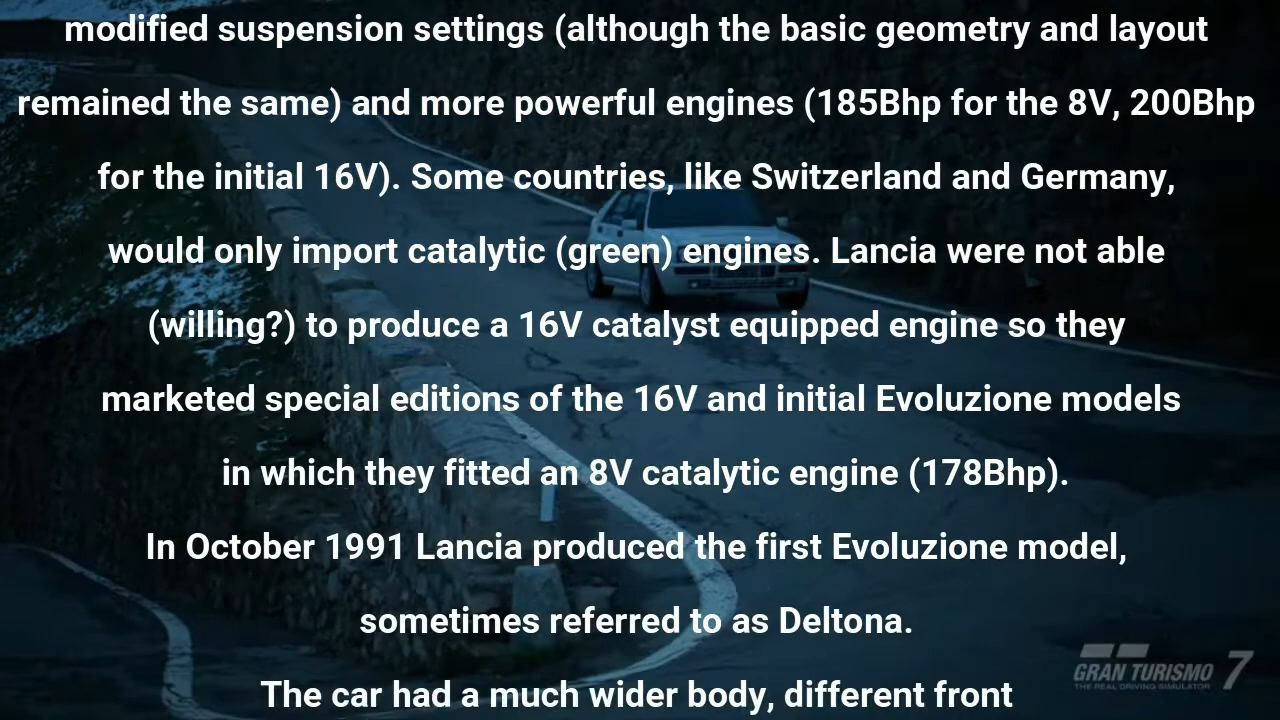 modified suspension settings (although the basic geometry and layout
remained the same) and more powerful engines (185Bhp for the 8V, 200Bhp
for the initial 16V). Some countries, like Switzerland and Germany,
would only import catalytic (green) engines. Lancia were not able
(willing?) to produce a 16V catalyst equipped engine so they
marketed special editions of the 16V and initial Evoluzione models
in which they fitted an 8V catalytic engine (178Bhp).
In October 1991 Lancia produced the first Evoluzione model,
sometimes referred to as Deltona.
The car had a much wider body, different front
GRAN TURISMO 7
THE REAL DRIVING SIMULATOR